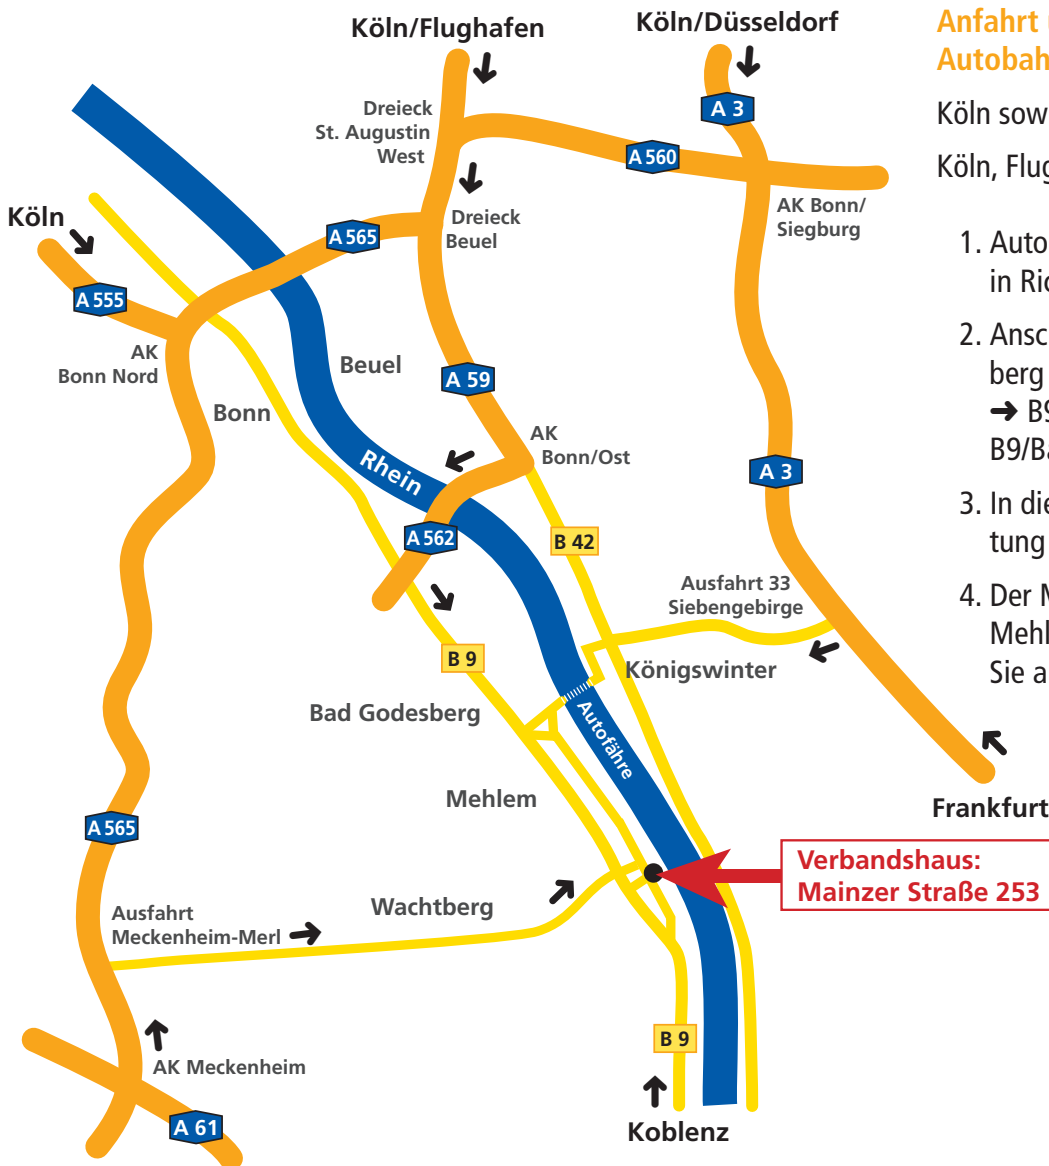 Köln/Flughafen
Köln/Düsseldorf
A 3
Dreieck
St. Augustin
West
A 560
AK Bonn/
Siegburg
Köln
A 565
Dreieck
Beuel
A 555
AK
Bonn Nord
Beuel
A 59
Bonn
AK
Bonn/Ost
Rhein
A 3
A 562
B 42
Ausfahrt 33
Siebengebirge
B 9
Königswinter
Bad Godesberg
Autofähre
Mehlem
Frankfurt
A 565
Verbandshaus:
Mainzer Straße 253
Wachtberg
Ausfahrt
Meckenheim-Merl
B 9
AK Meckenheim
A 61
Koblenz
Anfahrt
Autobah
Köln sow
Köln, Flug
1. Auto
in Ric
2. Ansc
berg
➔ B9
B9/Ba
3. In die
tung
4. Der M
Mehl
Sie a